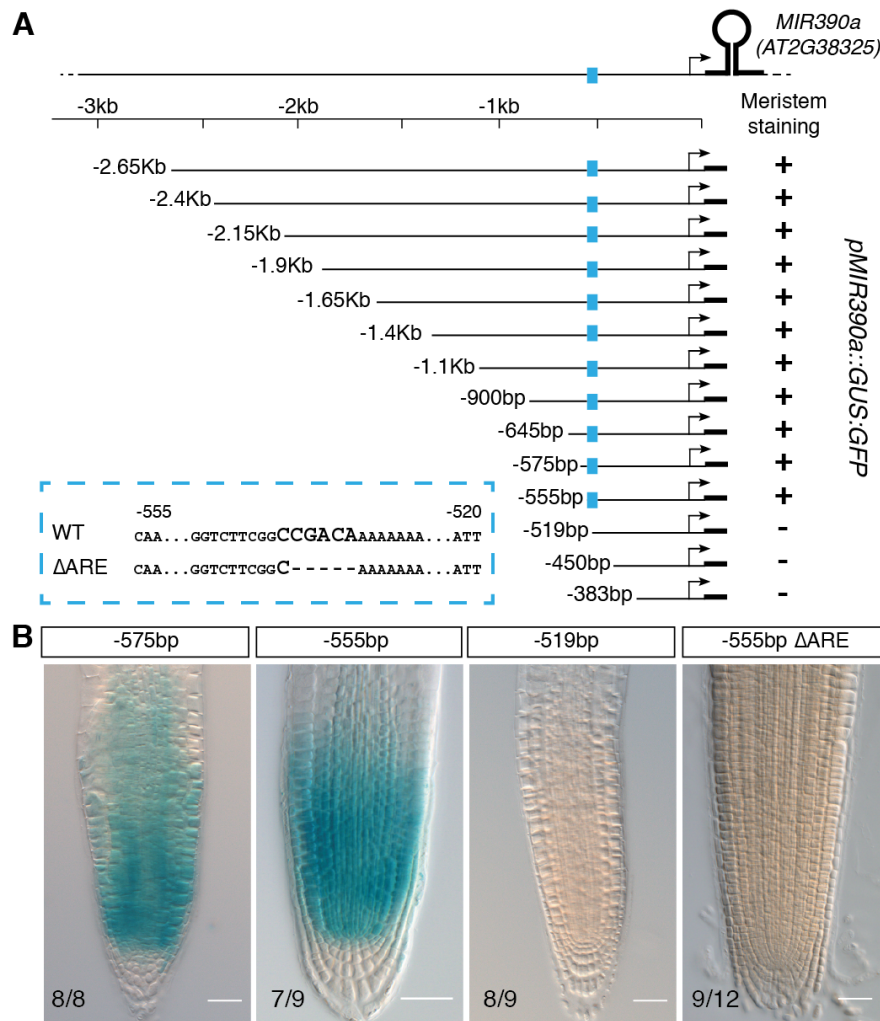 A
MIR390a
(AT2G38325)
-3kb -2kb -1kb
Meristem
staining
-2.65Kb +
-2.4Kb +
-2.15Kb +
-1.9Kb +
-1.65Kb +
-1.4Kb +
-1.1Kb +
-900bp +
-645bp +
-575bp +
-555bp +
-519bp -
-450bp -
-383bp -
pMIR390a::GUS:GFP
-555 -520
WT CAA...GGTCTTCGGCCGACAAAAAAAA...ATT
ΔARE CAA...GGTCTTCGGC-----AAAAAAA...ATT
B
-575bp -555bp -519bp -555bp ΔARE
8/8 7/9 8/9 9/12